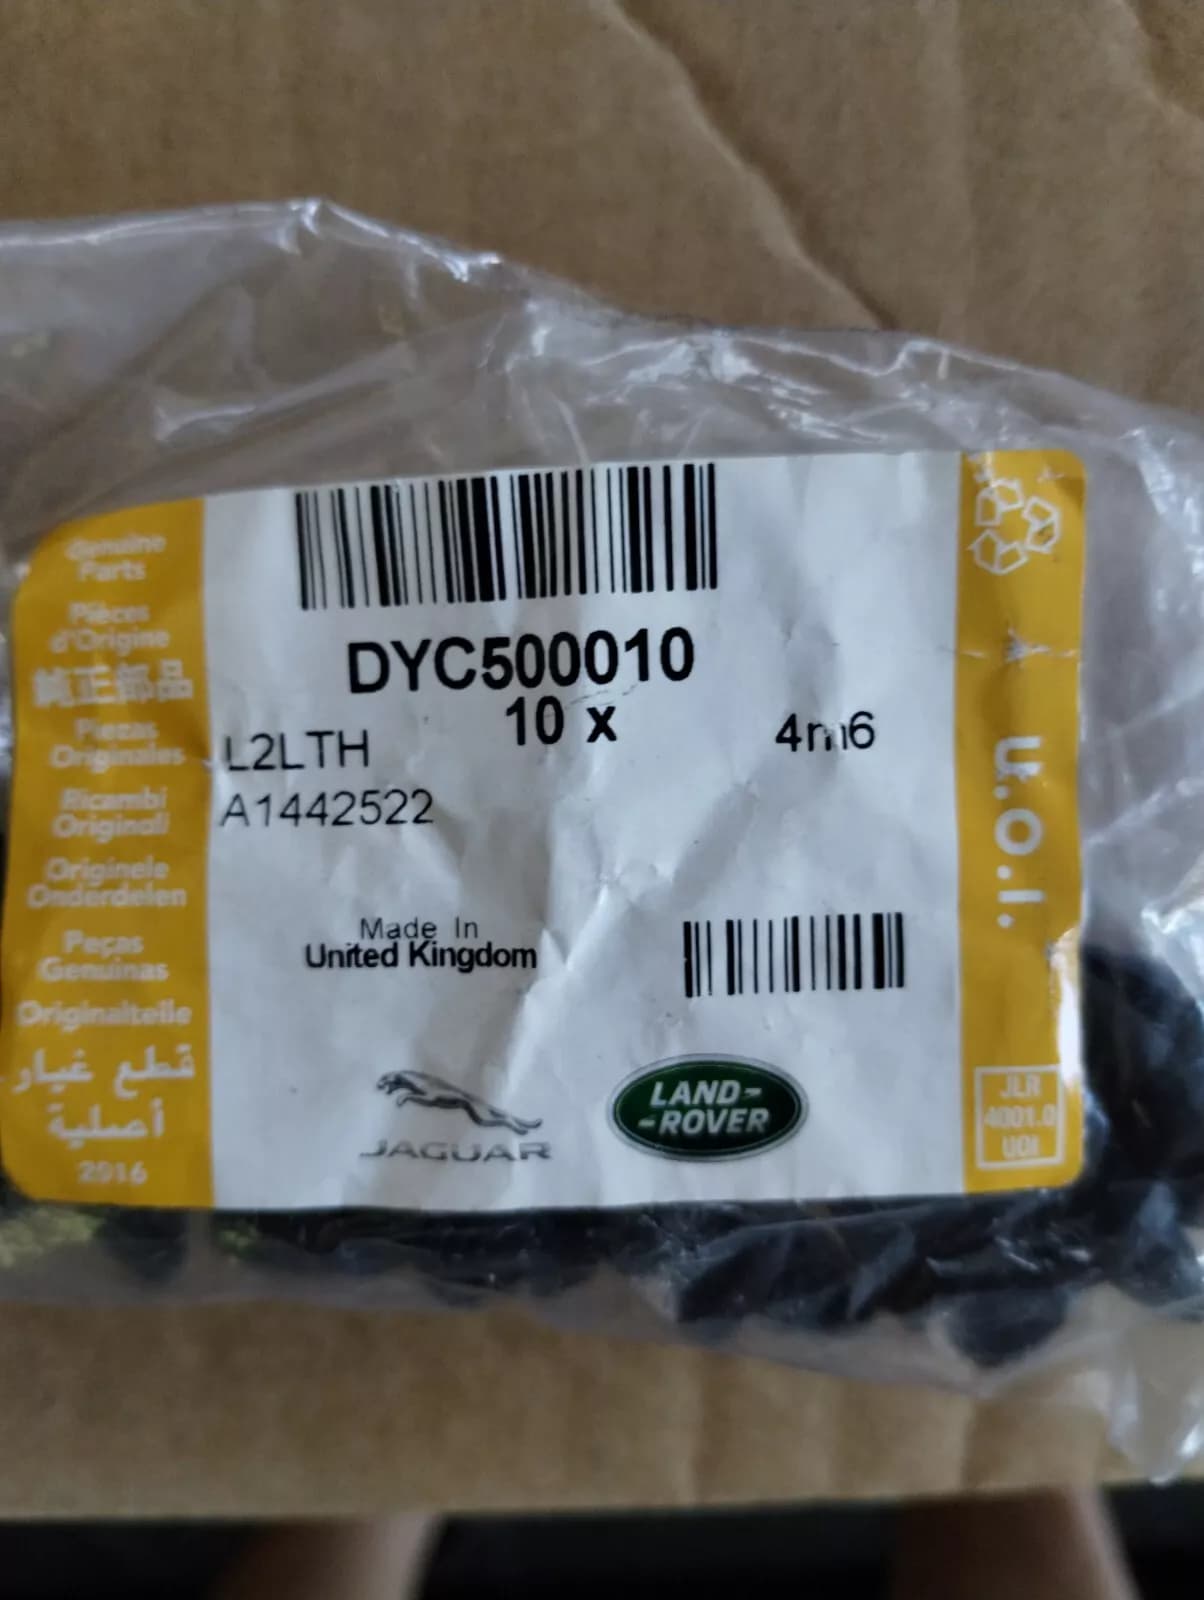 Genuine
Parts
Pièces
d'Origine
純正部品
Piezas
Originales
Ricambi
Originali
Originele
Onderdelen
Peças
Genuínas
Originalteile
قطع غيار
أصلية
2016
DYC500010
10 x
4m6
L2LTH
A1442522
Made In
United Kingdom
JAGUAR
LAND-
-ROVER
U.O.I.
JLR
4001.0
UOI